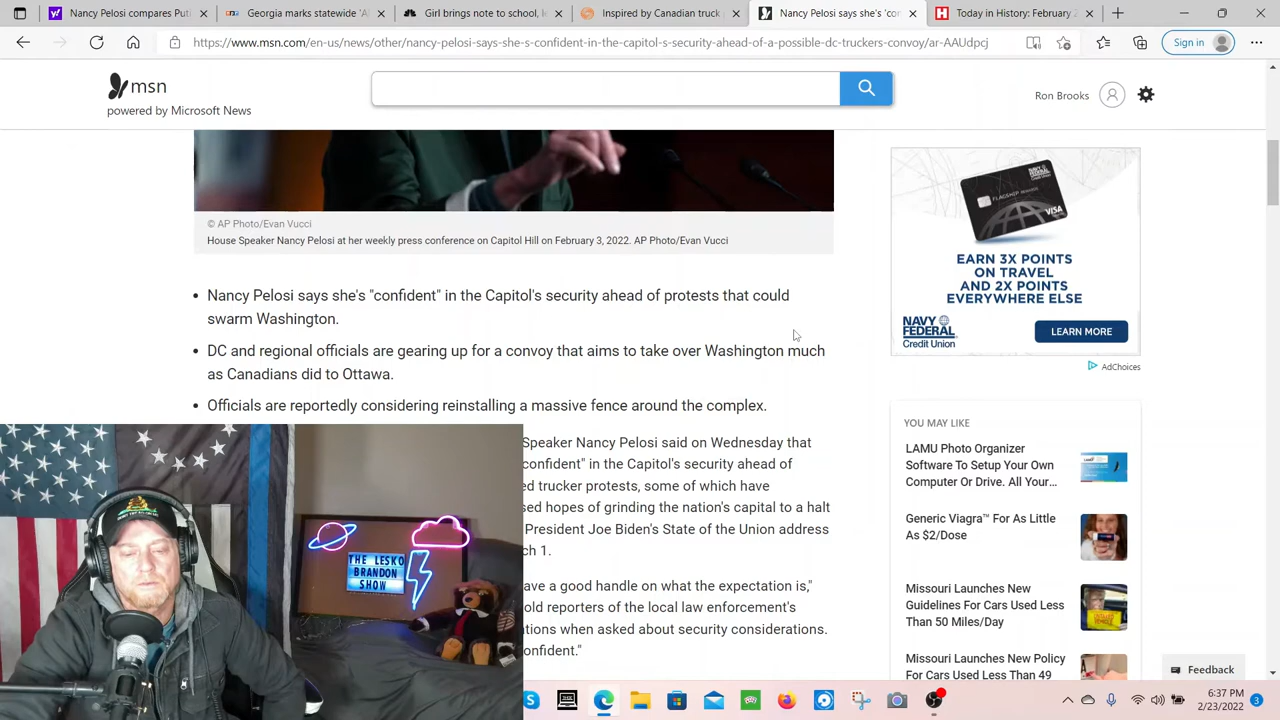 Nancy Pelosi compares Put
Georgia marks statewide 'Al
Girl brings note to school, h
Inspired by Canadian truck
Nancy Pelosi says she's 'con
Today in History: February 2
https://www.msn.com/en-us/news/other/nancy-pelosi-says-she-s-confident-in-the-capitol-s-security-ahead-of-a-possible-dc-truckers-convoy/ar-AAUdpcj
Sign in
msn
powered by Microsoft News
Ron Brooks
© AP Photo/Evan Vucci
House Speaker Nancy Pelosi at her weekly press conference on Capitol Hill on February 3, 2022. AP Photo/Evan Vucci
• Nancy Pelosi says she's "confident" in the Capitol's security ahead of protests that could
swarm Washington.
• DC and regional officials are gearing up for a convoy that aims to take over Washington much
as Canadians did to Ottawa.
• Officials are reportedly considering reinstalling a massive fence around the complex.
Speaker Nancy Pelosi said on Wednesday that
confident" in the Capitol's security ahead of
ed trucker protests, some of which have
sed hopes of grinding the nation's capital to a halt
President Joe Biden's State of the Union address
ch 1.
ave a good handle on what the expectation is,"
old reporters of the local law enforcement's
tions when asked about security considerations.
onfident."
FLAGSHIP REWARDS
VISA
EARN 3X POINTS
ON TRAVEL
AND 2X POINTS
EVERYWHERE ELSE
NAVY
FEDERAL
Credit Union
LEARN MORE
AdChoices
YOU MAY LIKE
LAMU Photo Organizer
Software To Setup Your Own
Computer Or Drive. All Your...
Generic Viagra™ For As Little
As $2/Dose
Missouri Launches New
Guidelines For Cars Used Less
Than 50 Miles/Day
Missouri Launches New Policy
For Cars Used Less Than 49
Feedback
THE LESKO
BRANDON
SHOW
6:37 PM
2/23/2022
3